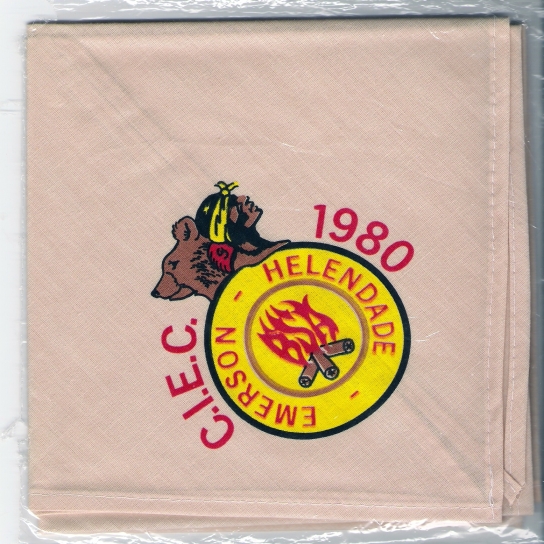 1980
C.I.E.C.
- HELENDADE -
EMERSON